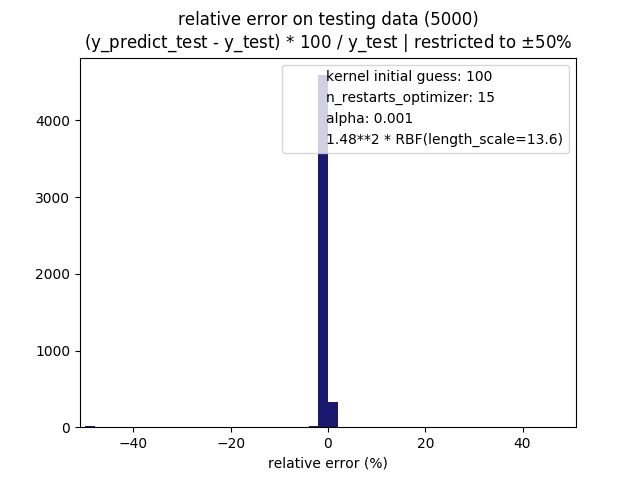 relative error on testing data (5000)
(y_predict_test - y_test) * 100 / y_test | restricted to ±50%
kernel initial guess: 100
n_restarts_optimizer: 15
alpha: 0.001
1.48**2 * RBF(length_scale=13.6)
4000
3000
2000
1000
0
−40
−20
0
20
40
relative error (%)